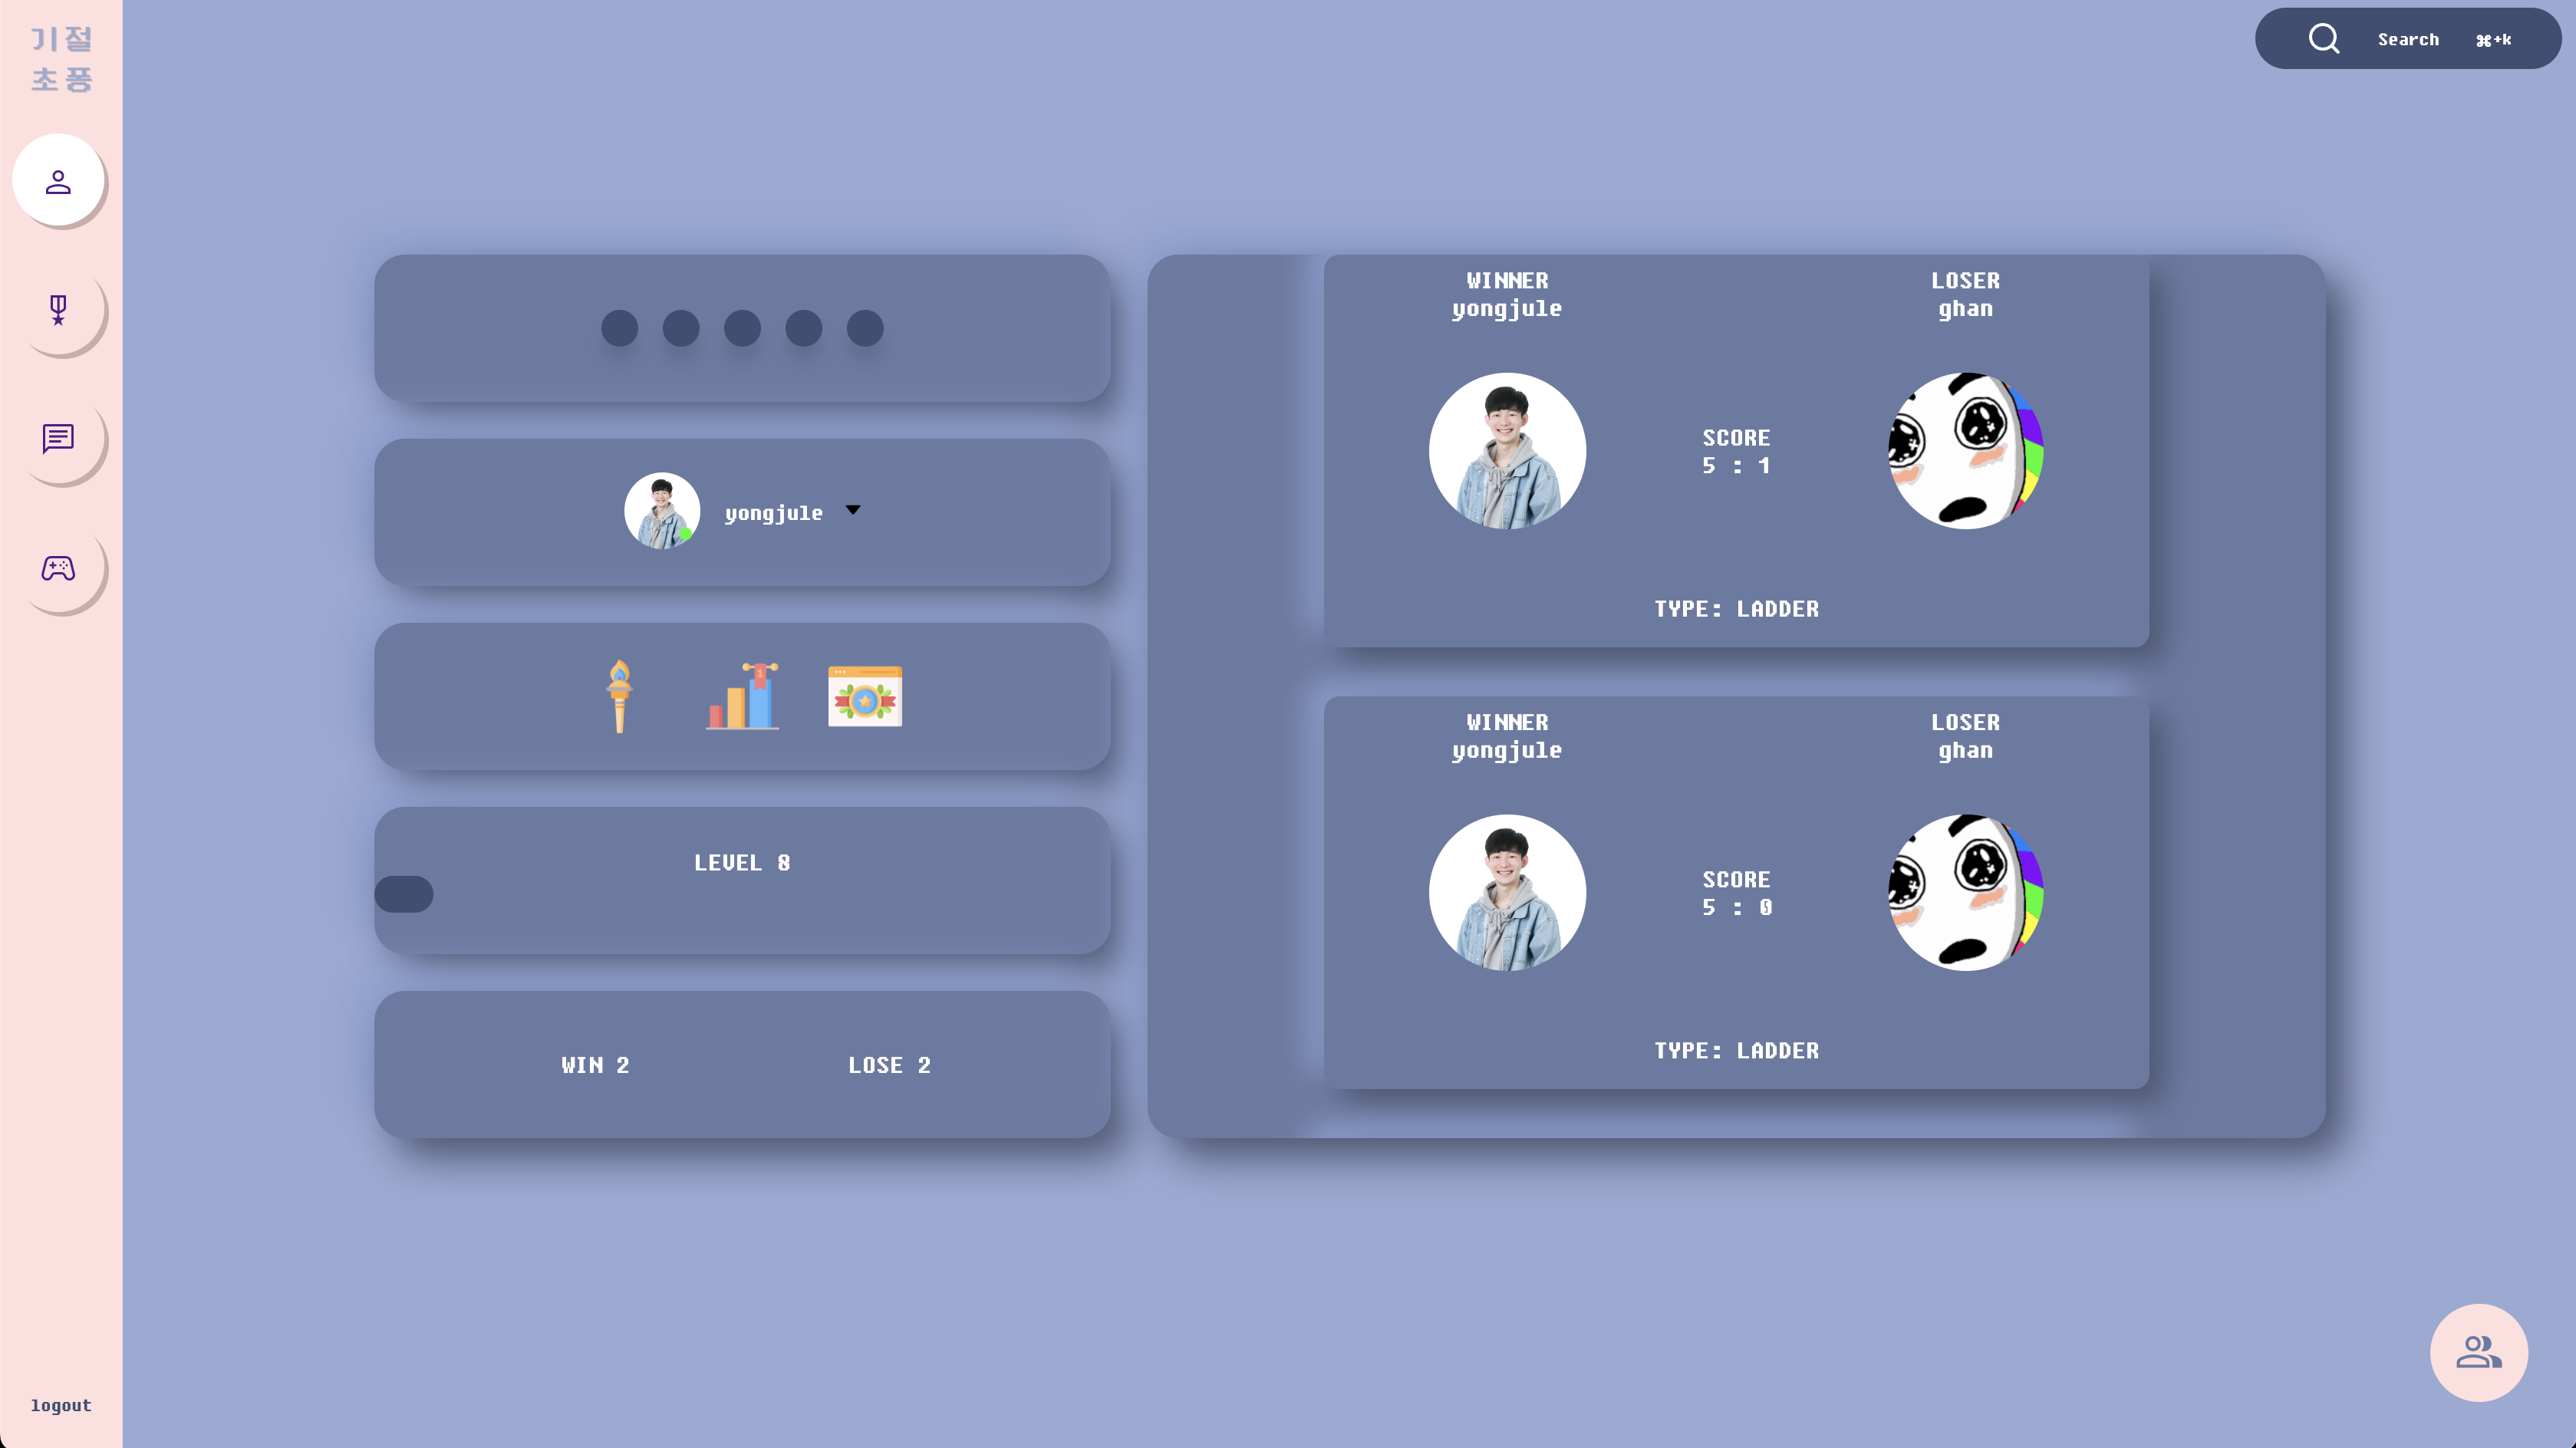 기절
초퐁
Search ⌘+k
yongjule
LEVEL 8
WIN 2 LOSE 2
WINNER LOSER
yongjule ghan
SCORE
5 : 1
TYPE: LADDER
WINNER LOSER
yongjule ghan
SCORE
5 : 0
TYPE: LADDER
logout